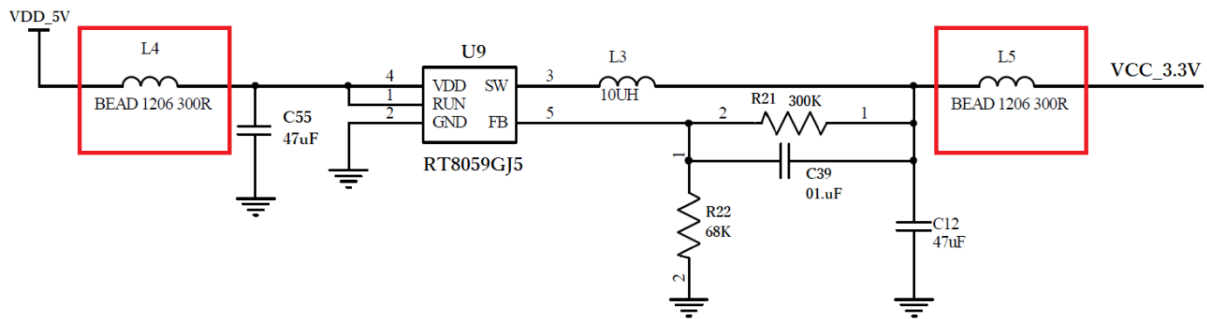 VDD_5V
L4
BEAD 1206 300R
C55
47uF
U9
4 VDD SW 3
1 RUN
2 GND FB 5
RT8059GJ5
L3
10UH
R21 300K
2 1
C39
01.uF
1
R22
68K
2
C12
47uF
L5
BEAD 1206 300R
VCC_3.3V